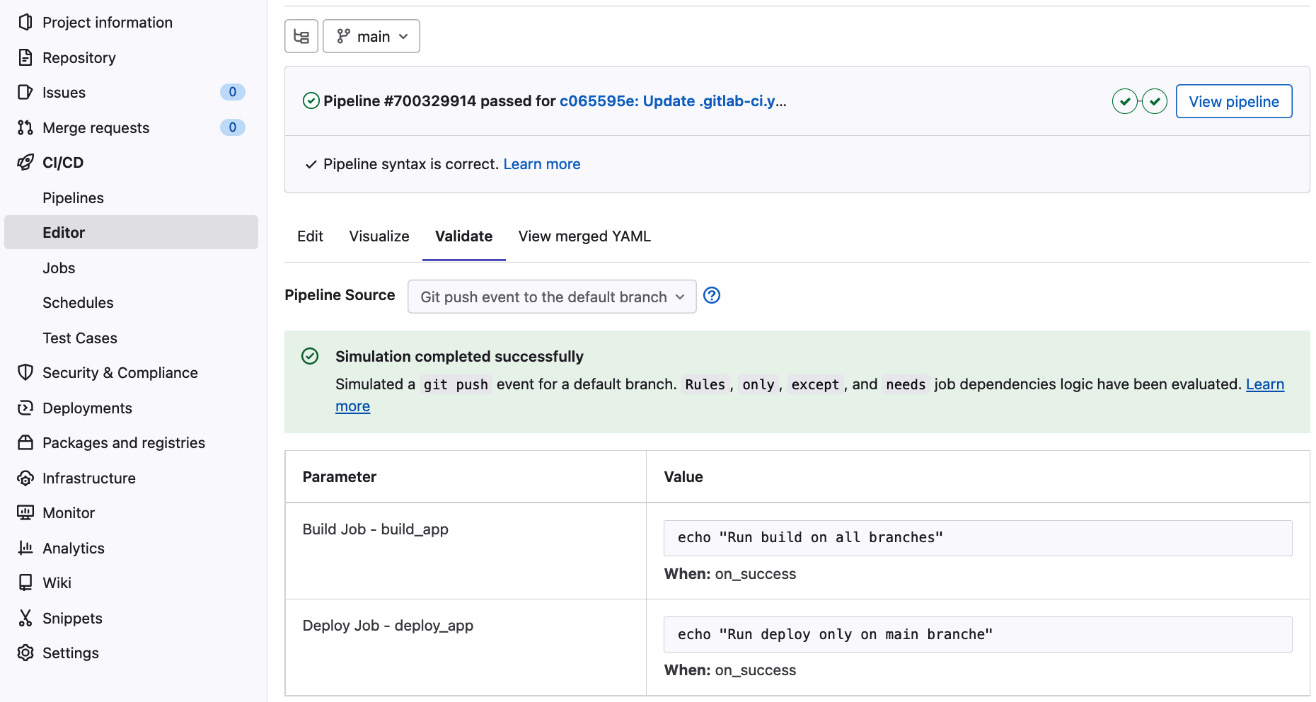 Project information
Repository
Issues 0
Merge requests 0
CI/CD
Pipelines
Editor
Jobs
Schedules
Test Cases
Security & Compliance
Deployments
Packages and registries
Infrastructure
Monitor
Analytics
Wiki
Snippets
Settings
main
Pipeline #700329914 passed for c065595e: Update .gitlab-ci.y...
View pipeline
Pipeline syntax is correct. Learn more
Edit Visualize Validate View merged YAML
Pipeline Source Git push event to the default branch
Simulation completed successfully
Simulated a git push event for a default branch. Rules, only, except, and needs job dependencies logic have been evaluated. Learn
more
Parameter Value
Build Job - build_app echo "Run build on all branches"
When: on_success
Deploy Job - deploy_app echo "Run deploy only on main branche"
When: on_success